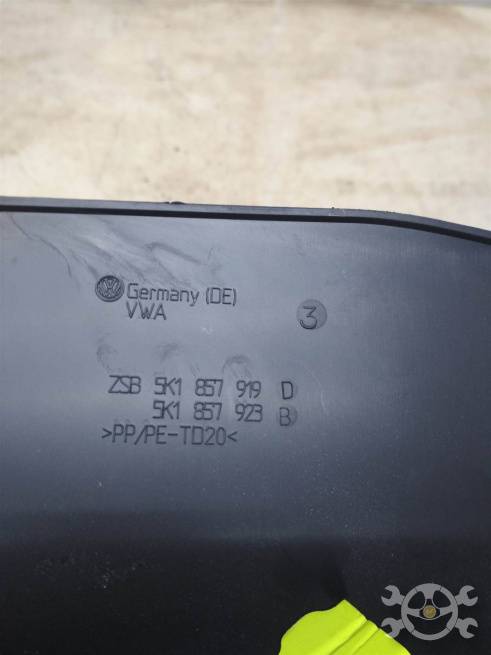 Germany (DE)
VWA
3
ZSB 5K1 857 919 D
5K1 857 923 B
>PP/PE-TD20<